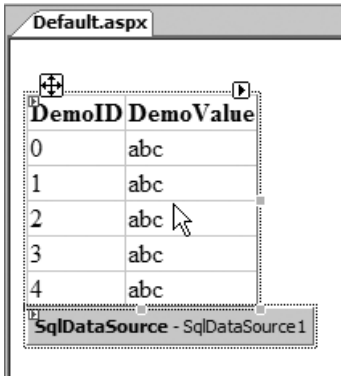 Default.aspx
DemoID DemoValue
0 abc
1 abc
2 abc
3 abc
4 abc
SqlDataSource - SqlDataSource1